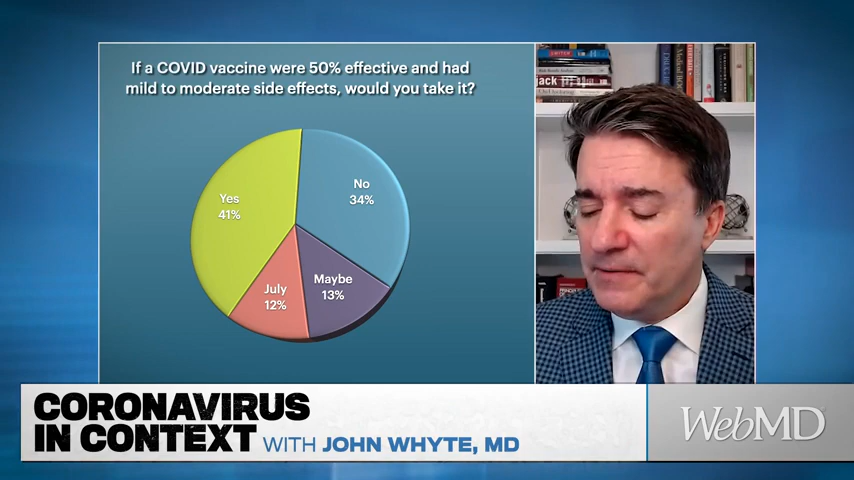 If a COVID vaccine were 50% effective and had
mild to moderate side effects, would you take it?
Yes
41%
No
34%
July
12%
Maybe
13%
jack
CORONAVIRUS
IN CONTEXT WITH JOHN WHYTE, MD
WebMD